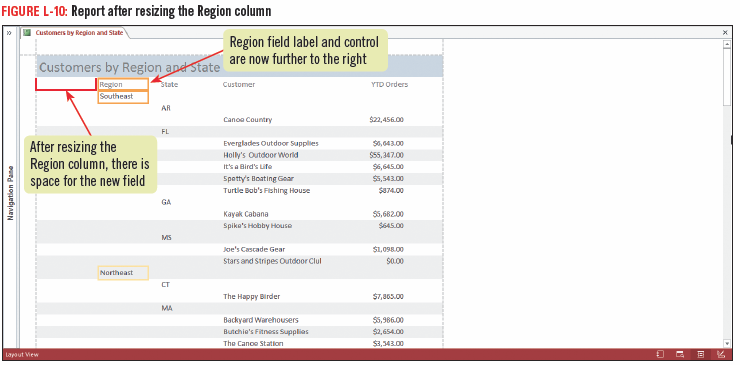 FIGURE L-10: Report after resizing the Region column
» Customers by Region and State ×
Region field label and control
are now further to the right
Customers by Region and State
Region State Customer YTD Orders
Southeast
AR
Canoe Country $22,456.00
FL
After resizing the
Region column, there is
space for the new field
Everglades Outdoor Supplies $6,643.00
Holly's Outdoor World $55,347.00
It's a Bird's Life $6,645.00
Spetty's Boating Gear $5,543.00
Turtle Bob's Fishing House $874.00
Navigation Pane
GA
Kayak Cabana $5,682.00
Spike's Hobby House $645.00
MS
Joe's Cascade Gear $1,098.00
Stars and Stripes Outdoor Clul $0.00
Northeast
CT
The Happy Birder $7,865.00
MA
Backyard Warehousers $5,986.00
Butchie's Fitness Supplies $2,654.00
The Canoe Station $3,543.00
Layout View